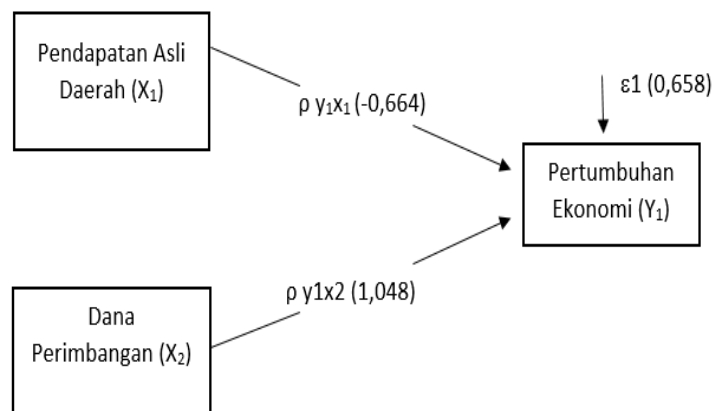 Pendapatan Asli
Daerah (X₁)
ρ y₁x₁ (-0,664)
ε1 (0,658)
Pertumbuhan
Ekonomi (Y₁)
ρ y1x2 (1,048)
Dana
Perimbangan (X₂)